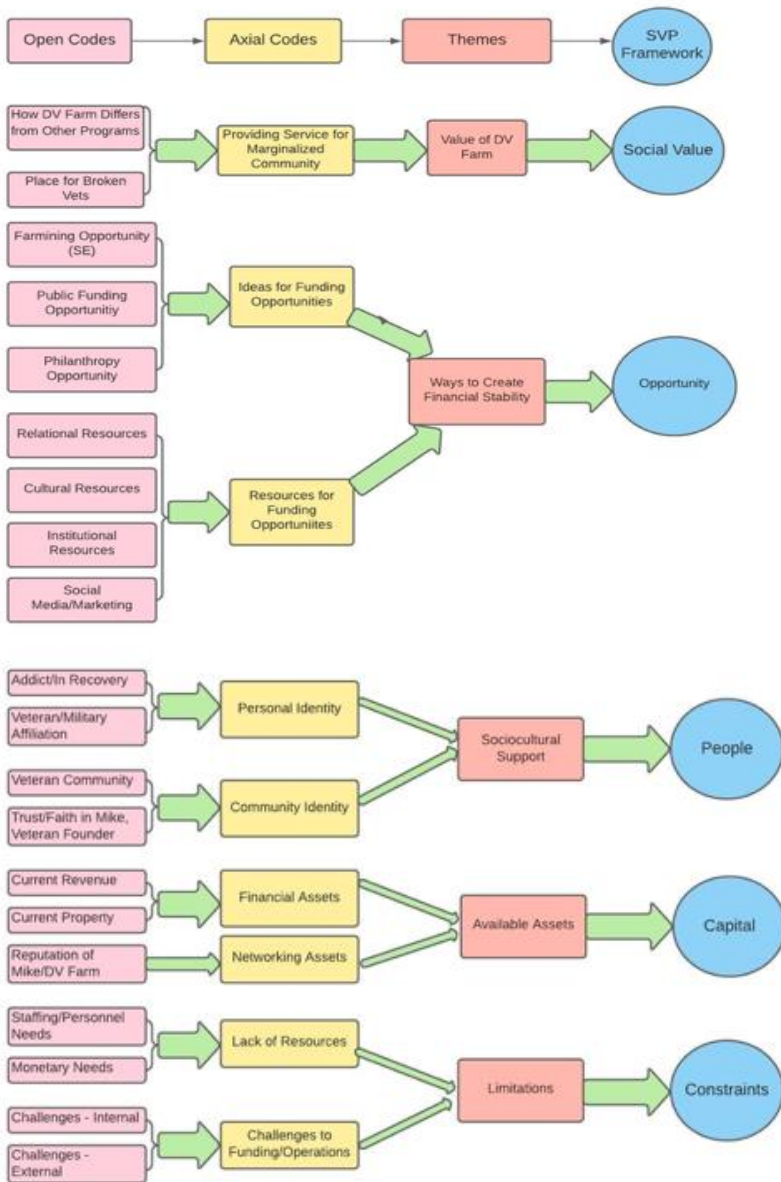 Open Codes
Axial Codes
Themes
SVP
Framework
How DV Farm Differs
from Other Programs
Place for Broken
Vets
Providing Service for
Marginalized
Community
Value of DV
Farm
Social Value
Farmining Opportunity
(SE)
Public Funding
Opportunitiy
Philanthropy
Opportunity
Ideas for Funding
Opportunities
Relational Resources
Cultural Resources
Institutional
Resources
Social
Media/Marketing
Resources for
Funding
Opportuniites
Ways to Create
Financial Stability
Opportunity
Addict/In Recovery
Veteran/Military
Affiliation
Personal Identity
Veteran Community
Trust/Faith in Mike,
Veteran Founder
Community Identity
Sociocultural
Support
People
Current Revenue
Current Property
Financial Assets
Reputation of
Mike/DV Farm
Networking Assets
Available Assets
Capital
Staffing/Personnel
Needs
Monetary Needs
Lack of Resources
Challenges - Internal
Challenges -
External
Challenges to
Funding/Operations
Limitations
Constraints